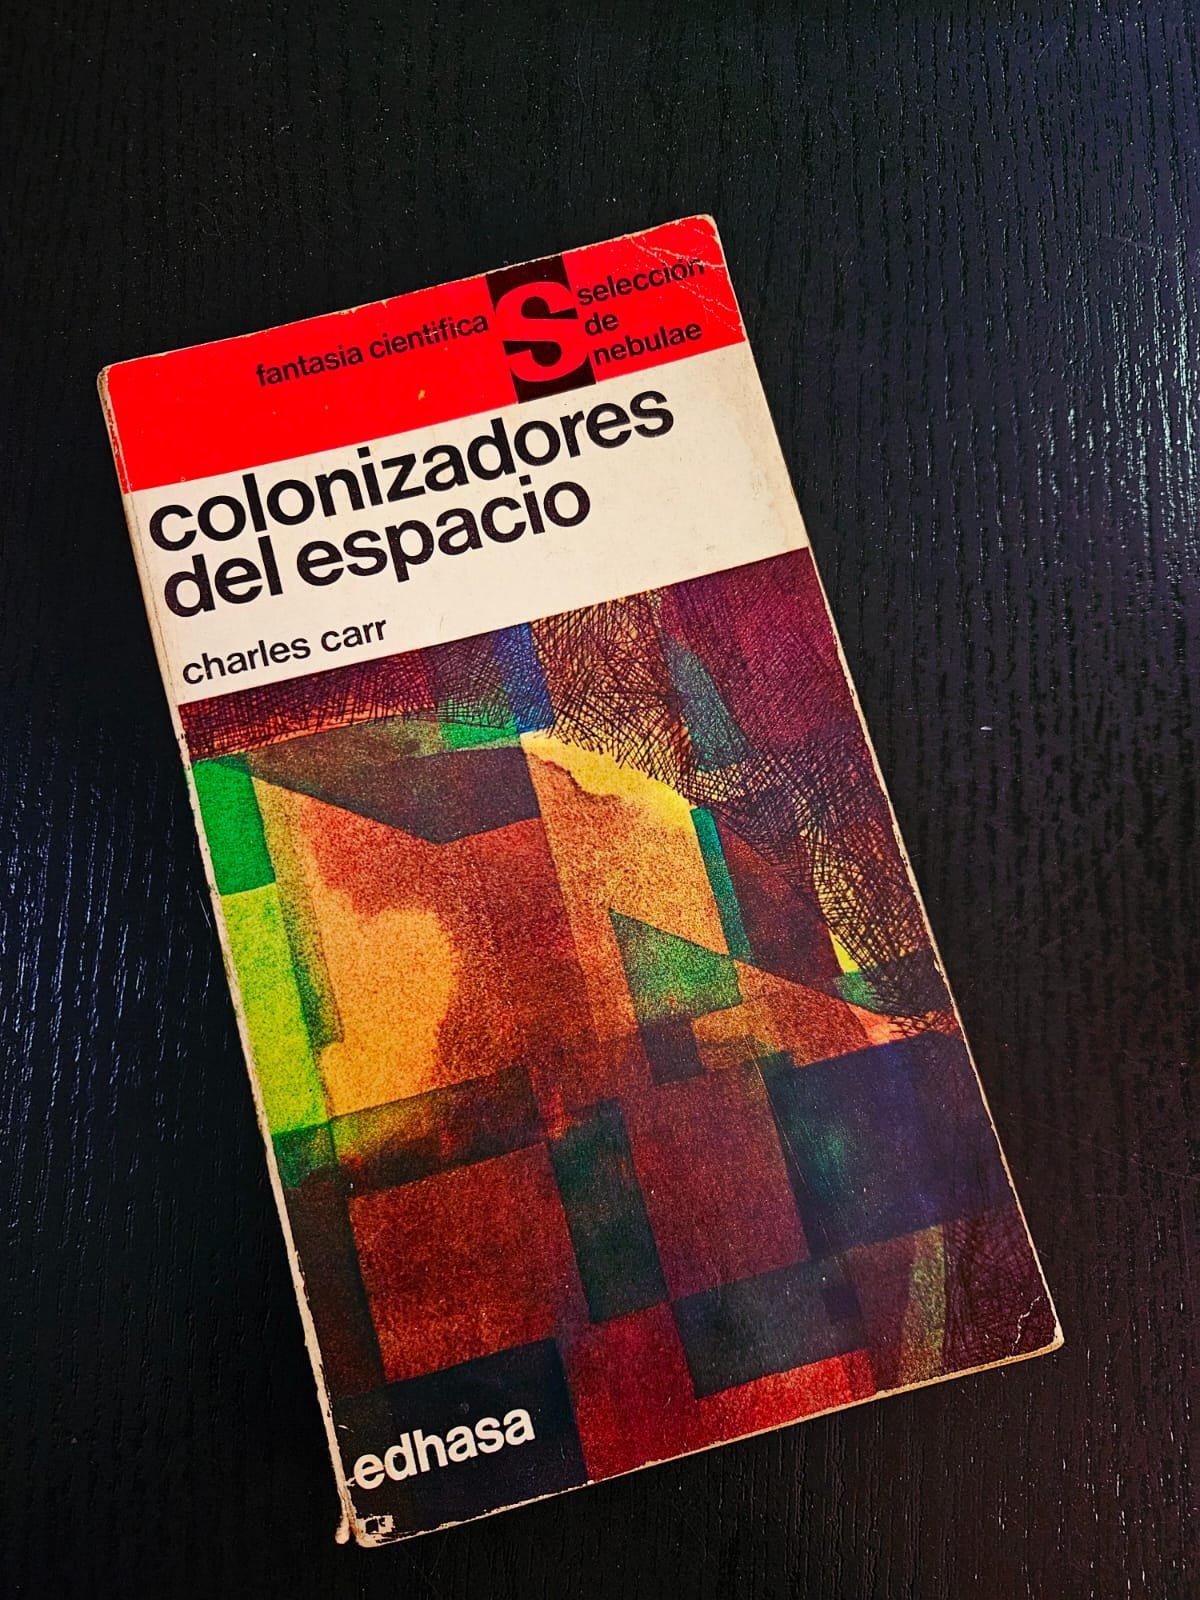 fantasia cientifica
S
selección
de
nebulae
colonizadores
del espacio
charles carr
edhasa